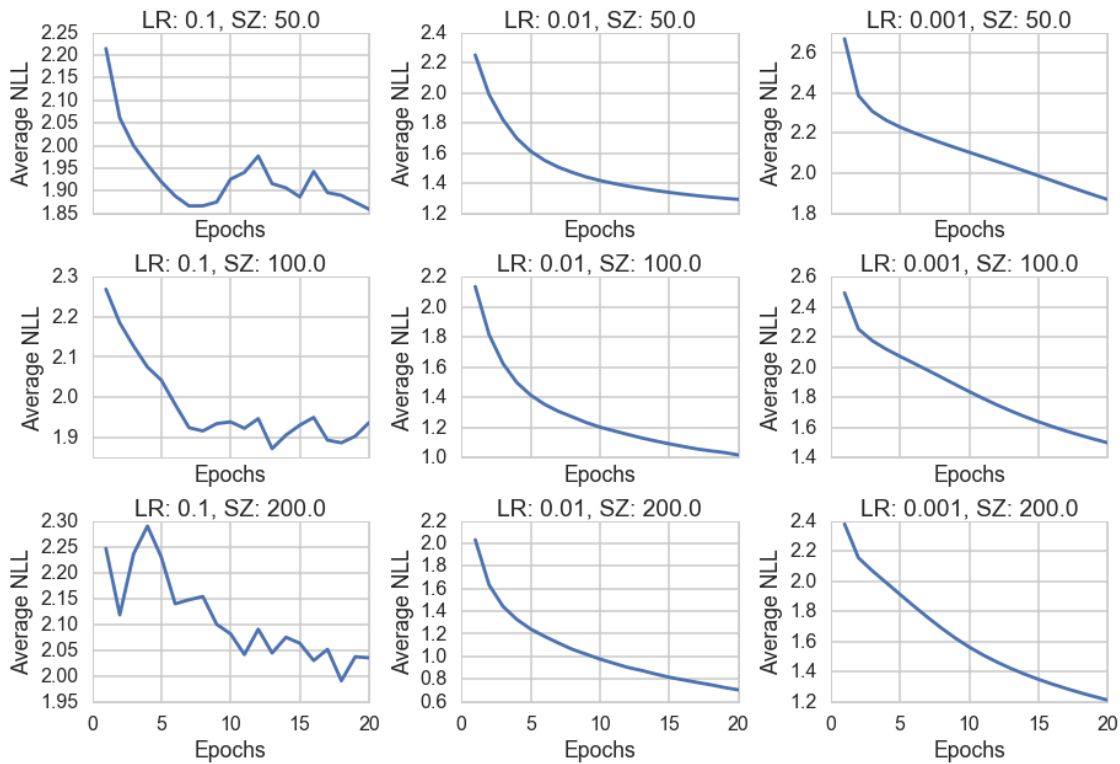 LR: 0.1, SZ: 50.0
2.25
2.20
2.15
2.10
2.05
2.00
1.95
1.90
1.85
Average NLL
Epochs
LR: 0.01, SZ: 50.0
2.4
2.2
2.0
1.8
1.6
1.4
1.2
Average NLL
Epochs
LR: 0.001, SZ: 50.0
2.6
2.4
2.2
2.0
1.8
Average NLL
Epochs
LR: 0.1, SZ: 100.0
2.3
2.2
2.1
2.0
1.9
Average NLL
Epochs
LR: 0.01, SZ: 100.0
2.2
2.0
1.8
1.6
1.4
1.2
1.0
Average NLL
Epochs
LR: 0.001, SZ: 100.0
2.6
2.4
2.2
2.0
1.8
1.6
1.4
Average NLL
Epochs
LR: 0.1, SZ: 200.0
2.30
2.25
2.20
2.15
2.10
2.05
2.00
1.95
Average NLL
0 5 10 15 20
Epochs
LR: 0.01, SZ: 200.0
2.2
2.0
1.8
1.6
1.4
1.2
1.0
0.8
0.6
Average NLL
0 5 10 15 20
Epochs
LR: 0.001, SZ: 200.0
2.4
2.2
2.0
1.8
1.6
1.4
1.2
Average NLL
0 5 10 15 20
Epochs